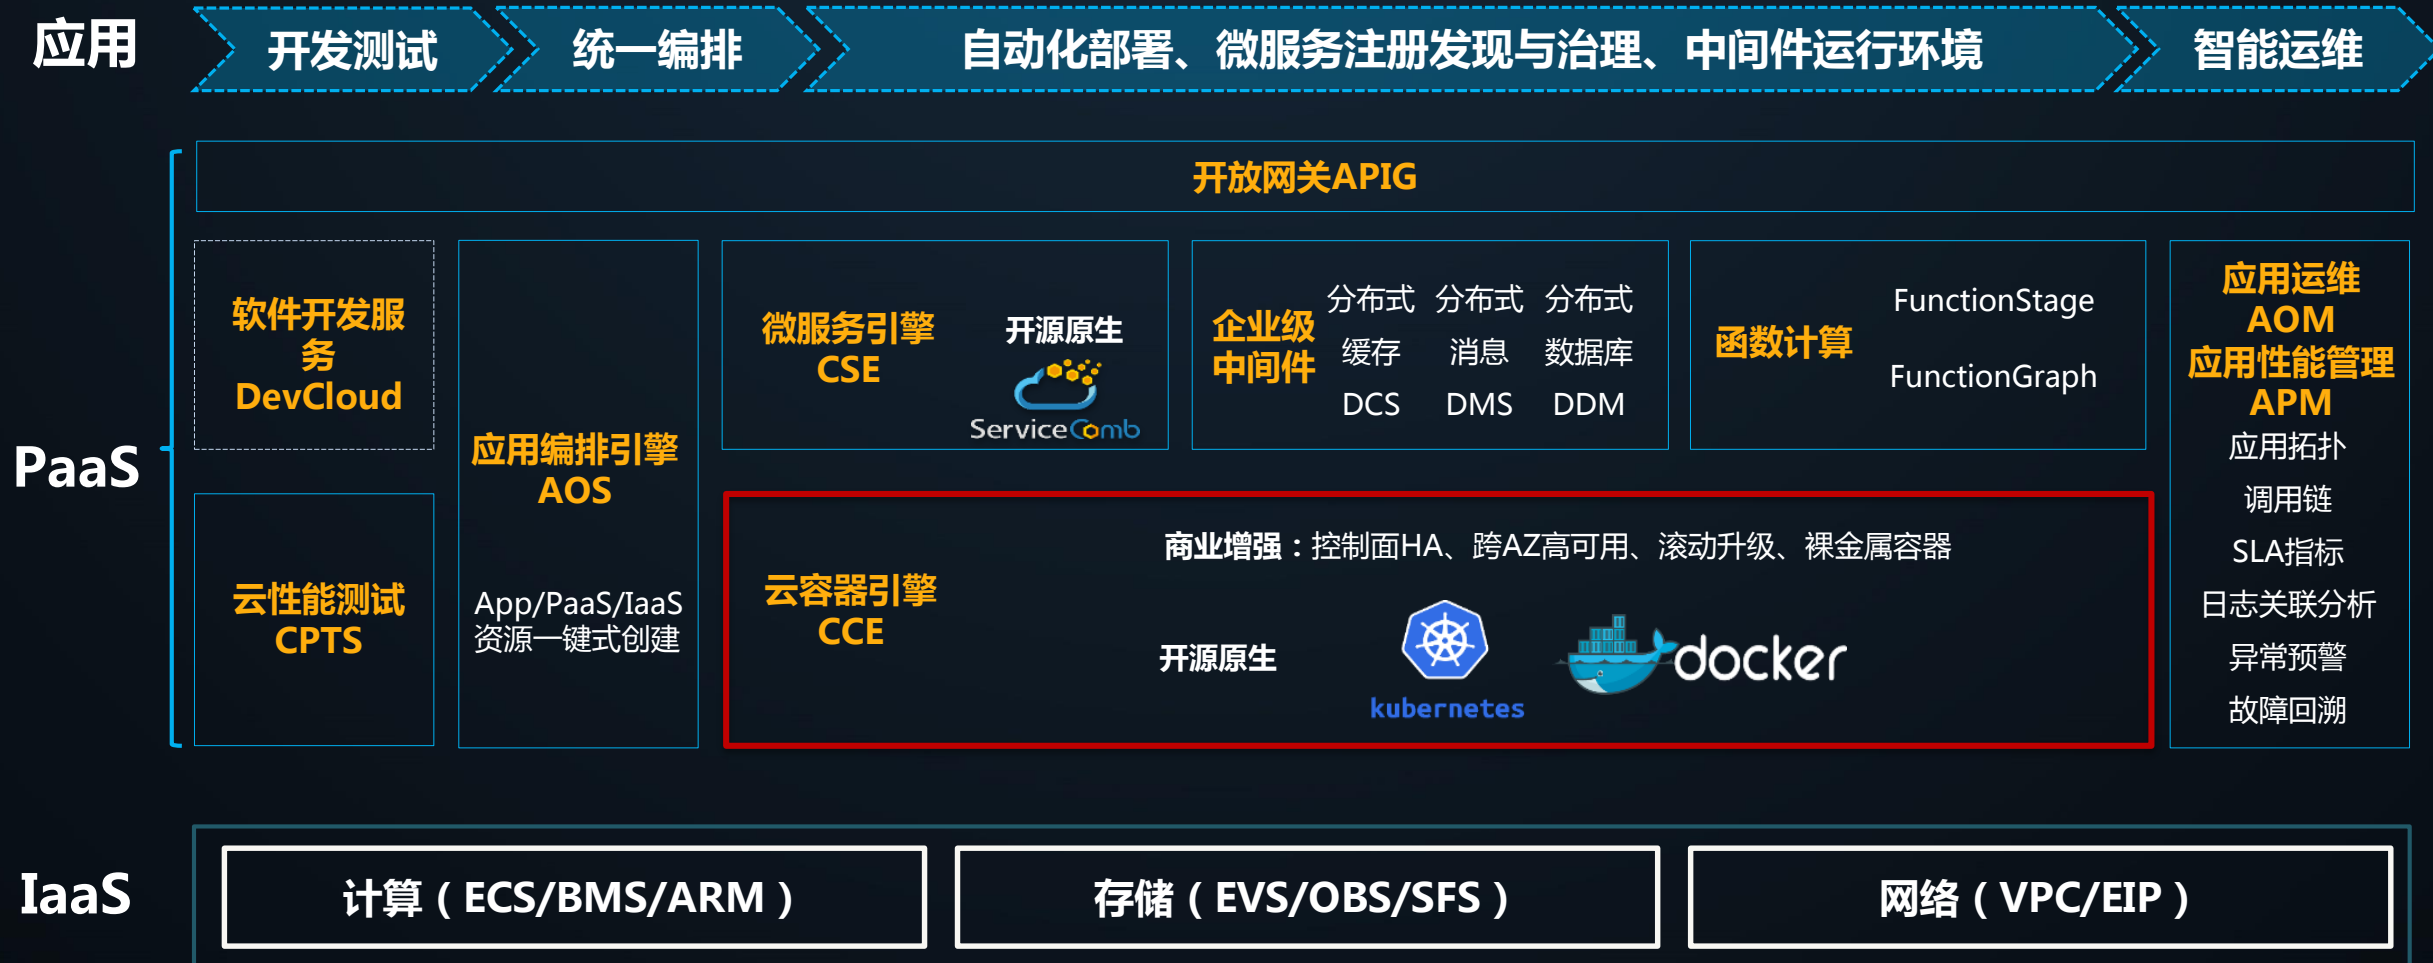 应用
开发测试
统一编排
自动化部署、微服务注册发现与治理、中间件运行环境
智能运维
PaaS
开放网关APIG
软件开发服
务
DevCloud
云性能测试
CPTS
应用编排引擎
AOS
App/PaaS/IaaS
资源一键式创建
微服务引擎
CSE
开源原生
ServiceComb
企业级
中间件
分布式
缓存
DCS
分布式
消息
DMS
分布式
数据库
DDM
函数计算
FunctionStage
FunctionGraph
云容器引擎
CCE
商业增强：控制面HA、跨AZ高可用、滚动升级、裸金属容器
开源原生
kubernetes
docker
应用运维
AOM
应用性能管理
APM
应用拓扑
调用链
SLA指标
日志关联分析
异常预警
故障回溯
IaaS
计算（ECS/BMS/ARM）
存储（EVS/OBS/SFS）
网络（VPC/EIP）